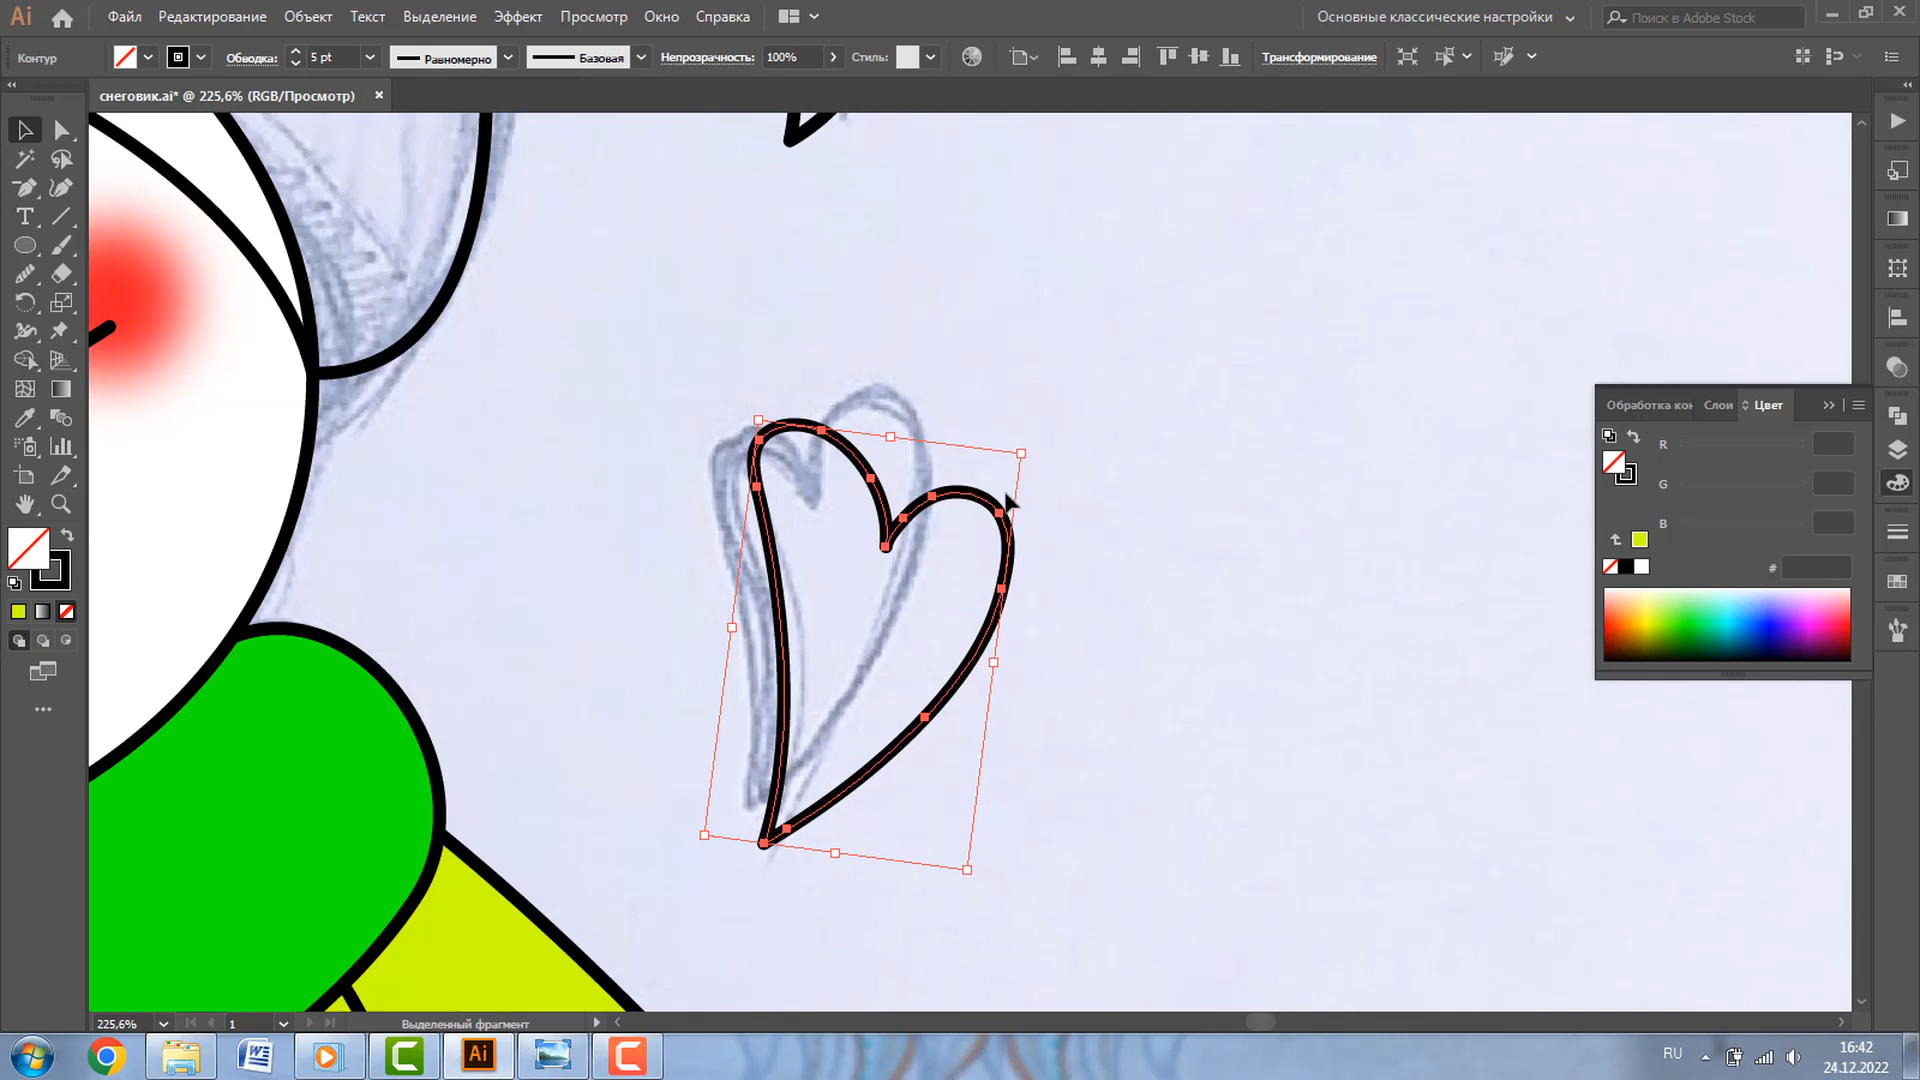 Ai Файл Редактирование Объект Текст Выделение Эффект Просмотр Окно Справка Основные классические настройки Поиск в Adobe Stock
Контур Обводка: 5 pt Равномерно Базовая Непрозрачность: 100% Стиль: Трансформирование
снеговик.ai* @ 225,6% (RGB/Просмотр)
Обработка кон Слои Цвет
R
G
B
#
225,6% 1 Выделенный фрагмент
Ai RU 16:42
24.12.2022